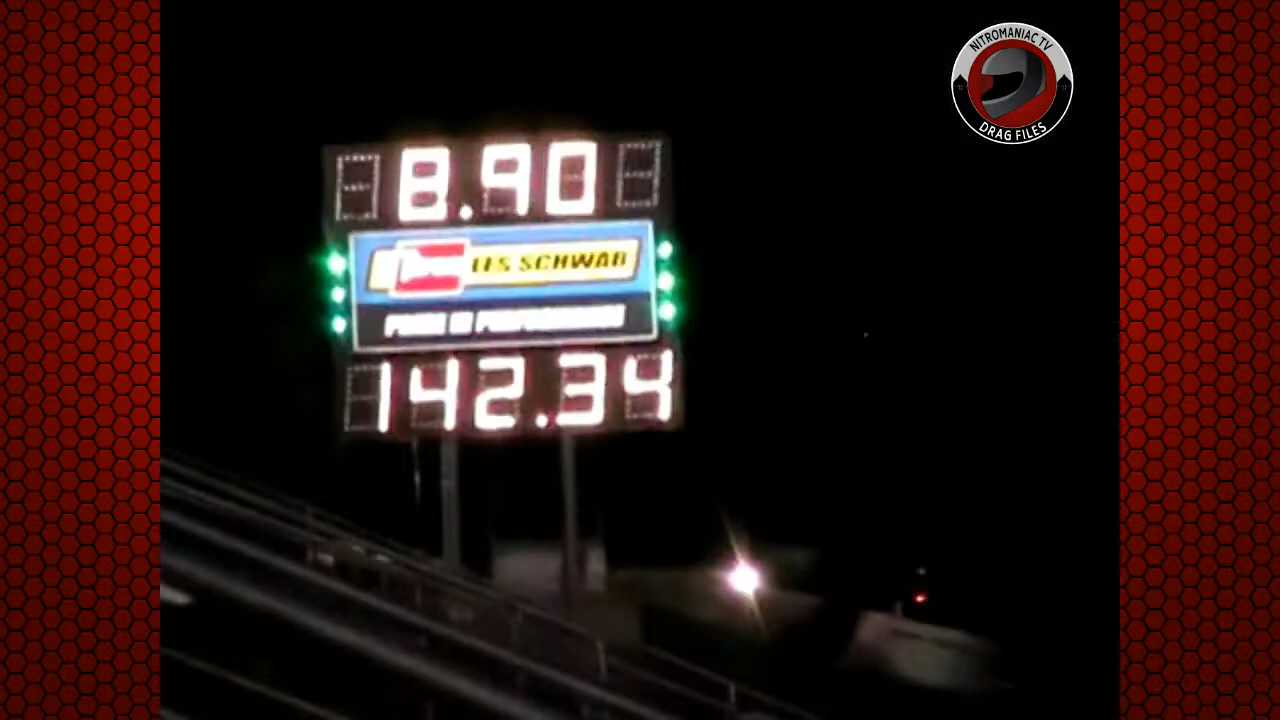 NITROMANIAC TV
DRAG FILES
8.90
LES SCHWAB
142.34